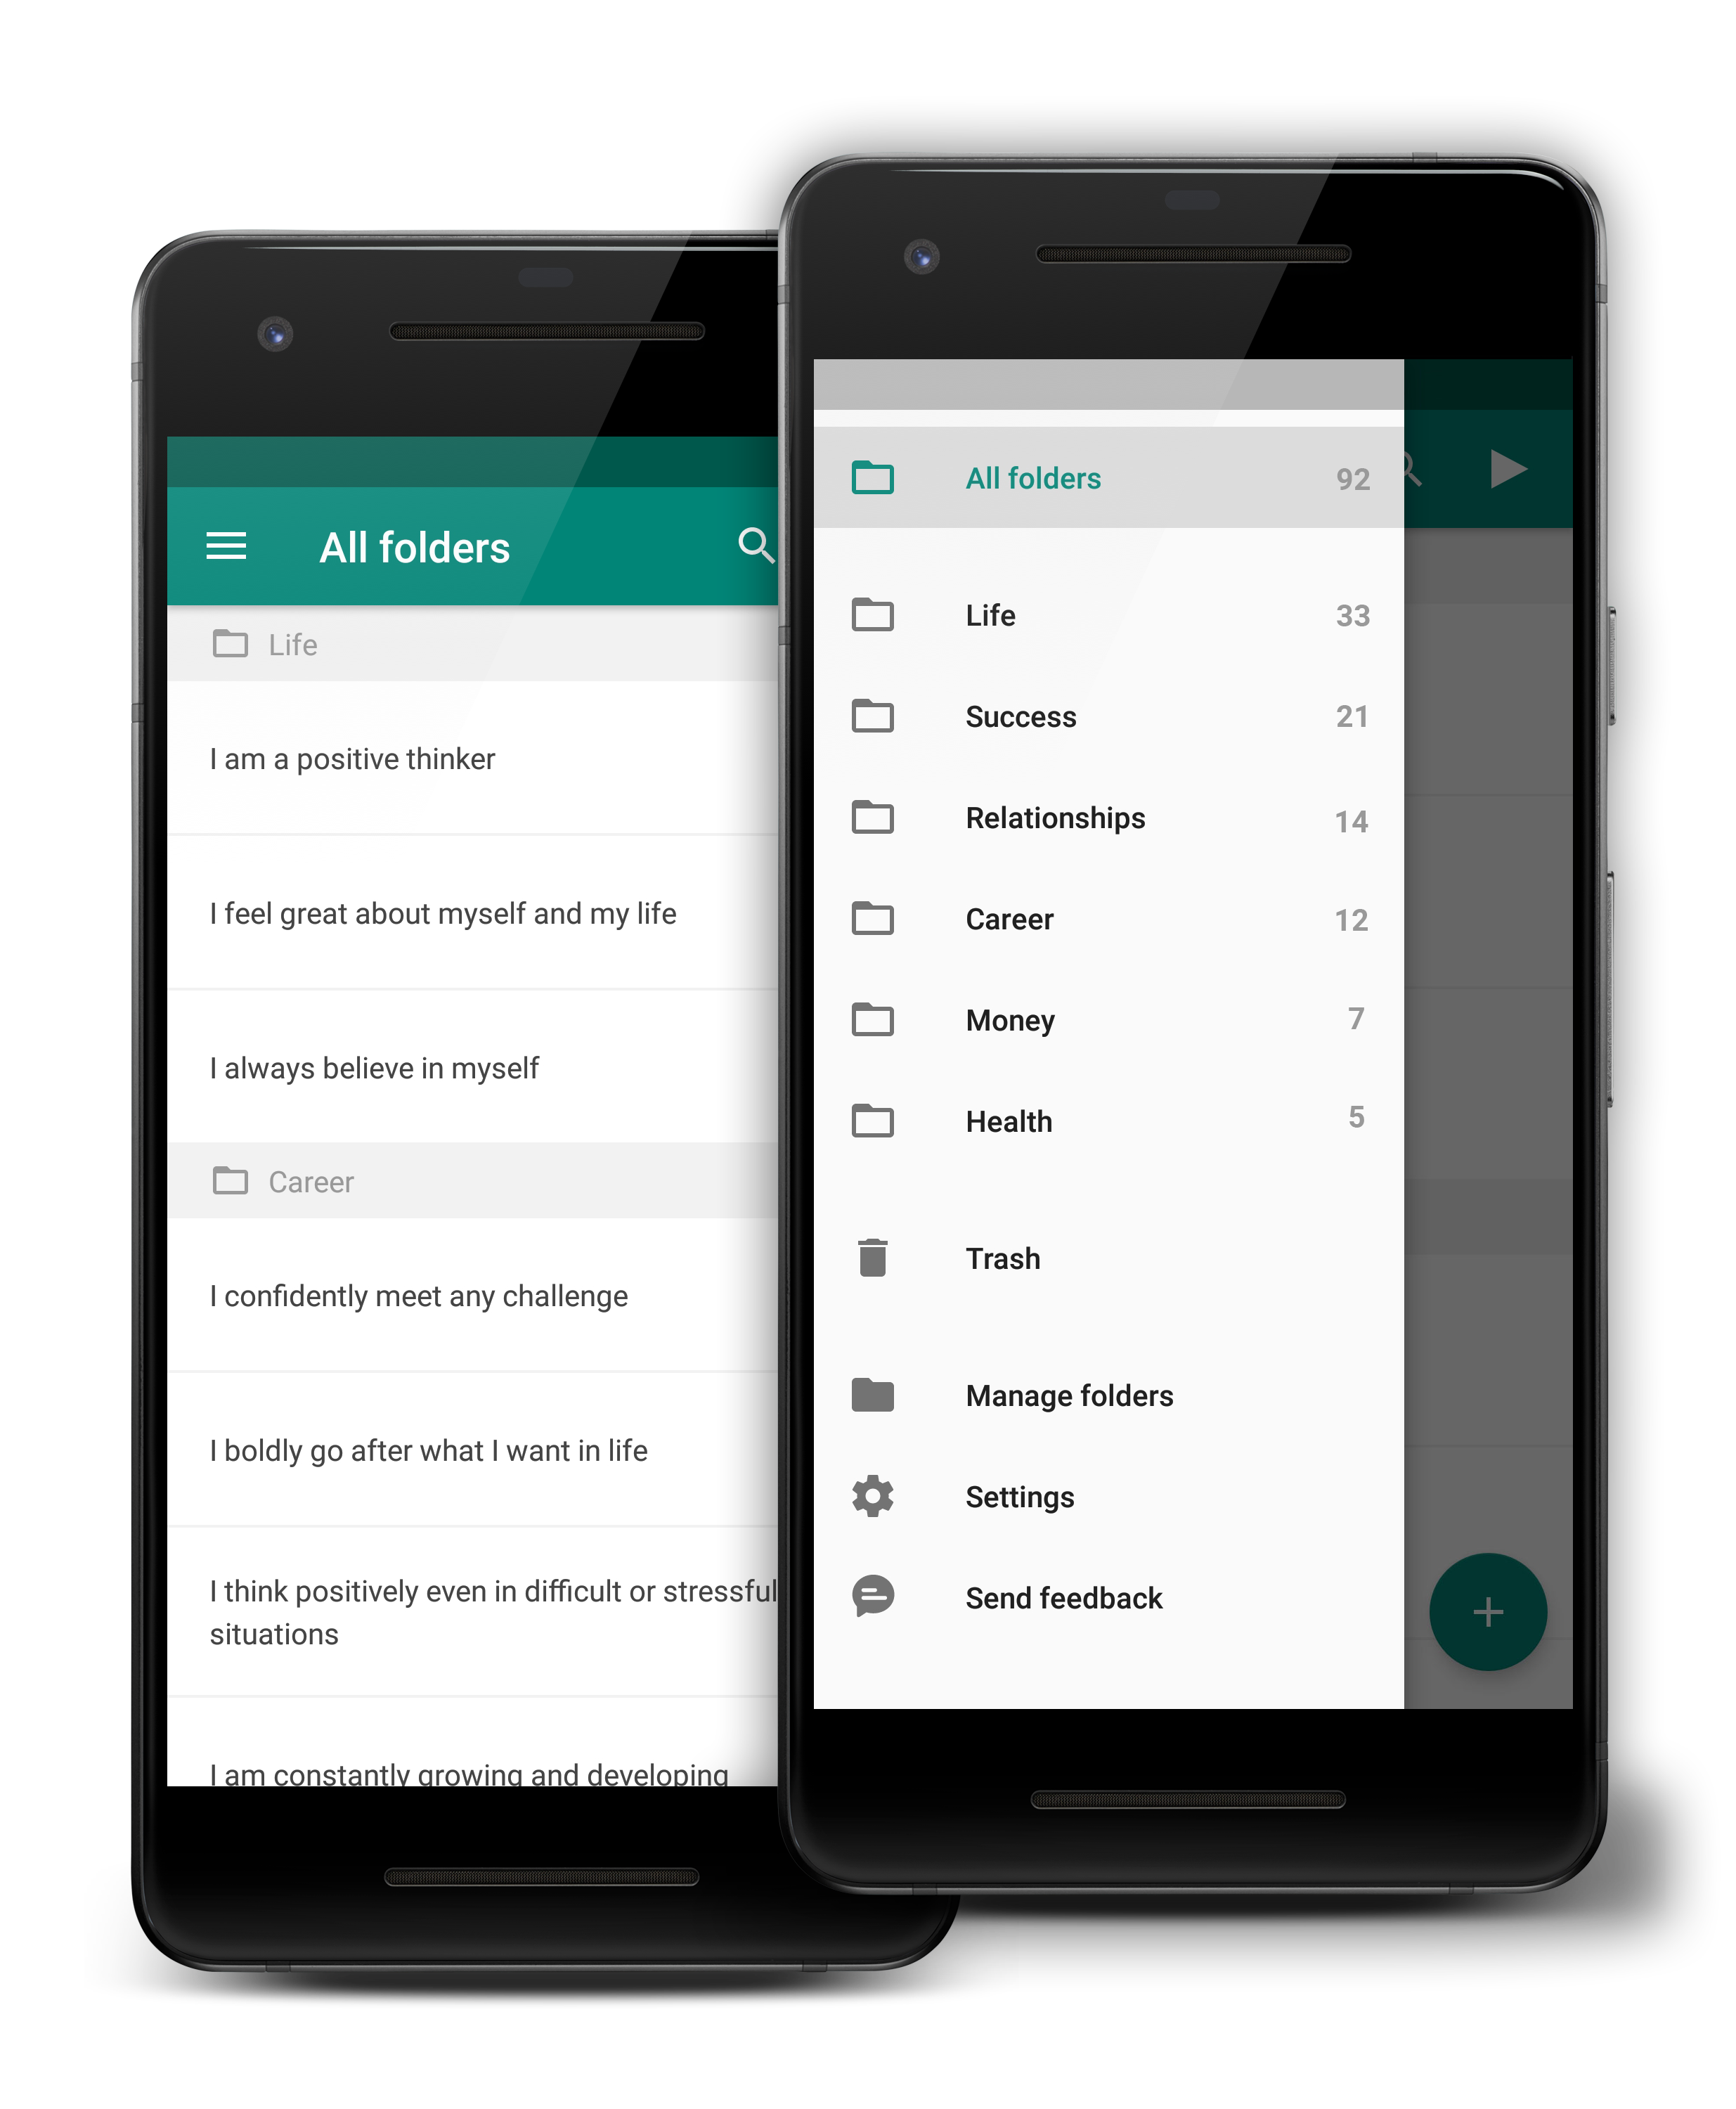 All folders
Life
I am a positive thinker
I feel great about myself and my life
I always believe in myself
Career
I confidently meet any challenge
I boldly go after what I want in life
I think positively even in difficult or stressful
situations
I am constantly growing and developing
All folders 92
Life 33
Success 21
Relationships 14
Career 12
Money 7
Health 5
Trash
Manage folders
Settings
Send feedback